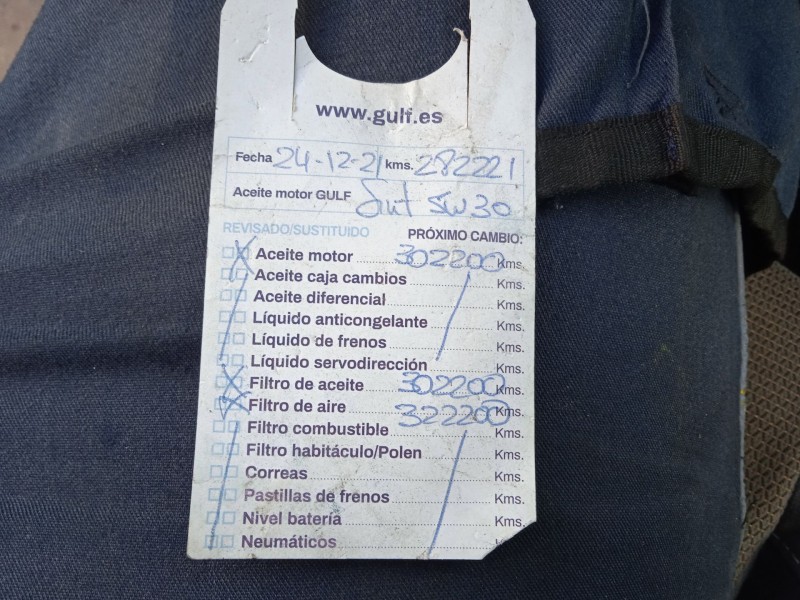 www.gulf.es
Fecha 24-12-21 kms. 282221
Aceite motor GULF 5W30
REVISADO/SUSTITUIDO PRÓXIMO CAMBIO:
Aceite motor 302200 Kms.
Aceite caja cambios Kms.
Aceite diferencial Kms.
Líquido anticongelante Kms.
Líquido de frenos Kms.
Líquido servodirección Kms.
Filtro de aceite 302200 Kms.
Filtro de aire 322200 Kms.
Filtro combustible Kms.
Filtro habitáculo/Polen Kms.
Correas Kms.
Pastillas de frenos Kms.
Nivel batería Kms.
Neumáticos